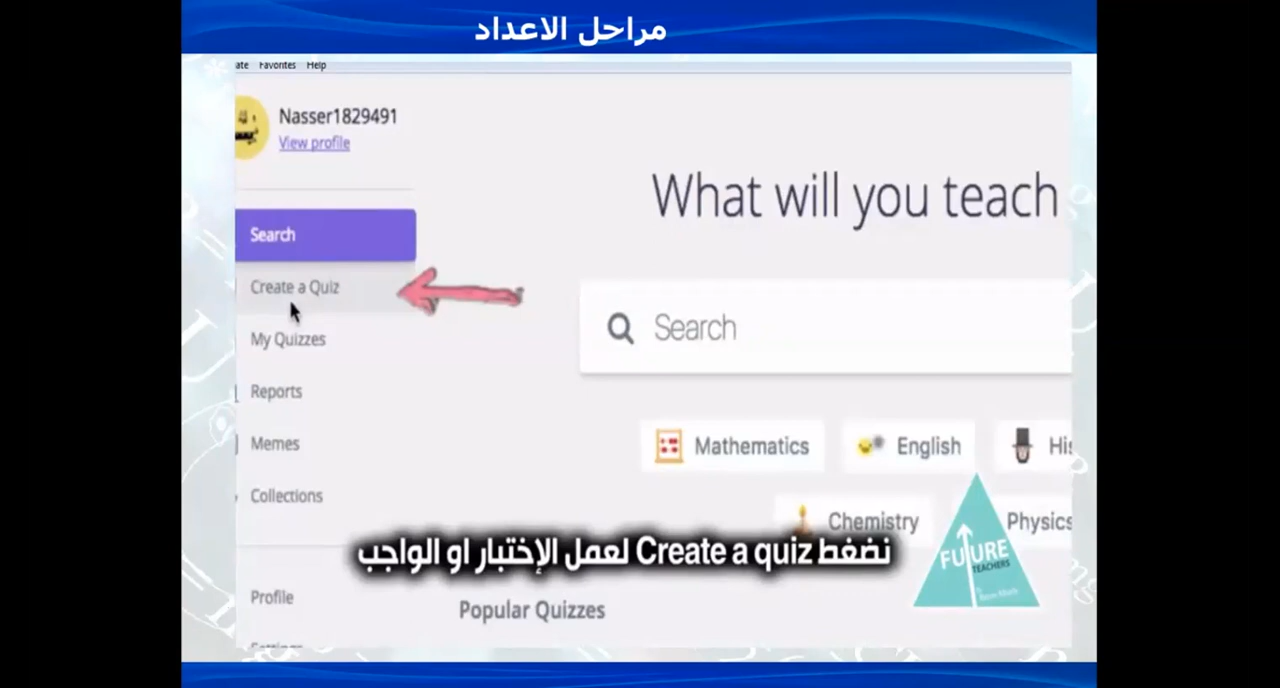 مراحل الاعداد
Favorites Help
Nasser1829491
View profile
What will you teach
Search
Create a Quiz
Search
My Quizzes
Reports
Memes
Mathematics
English
Collections
Chemistry
Physics
نضغط Create a quiz لعمل الإختبار او الواجب
FUTURE
TEACHERS
Profile
Popular Quizzes